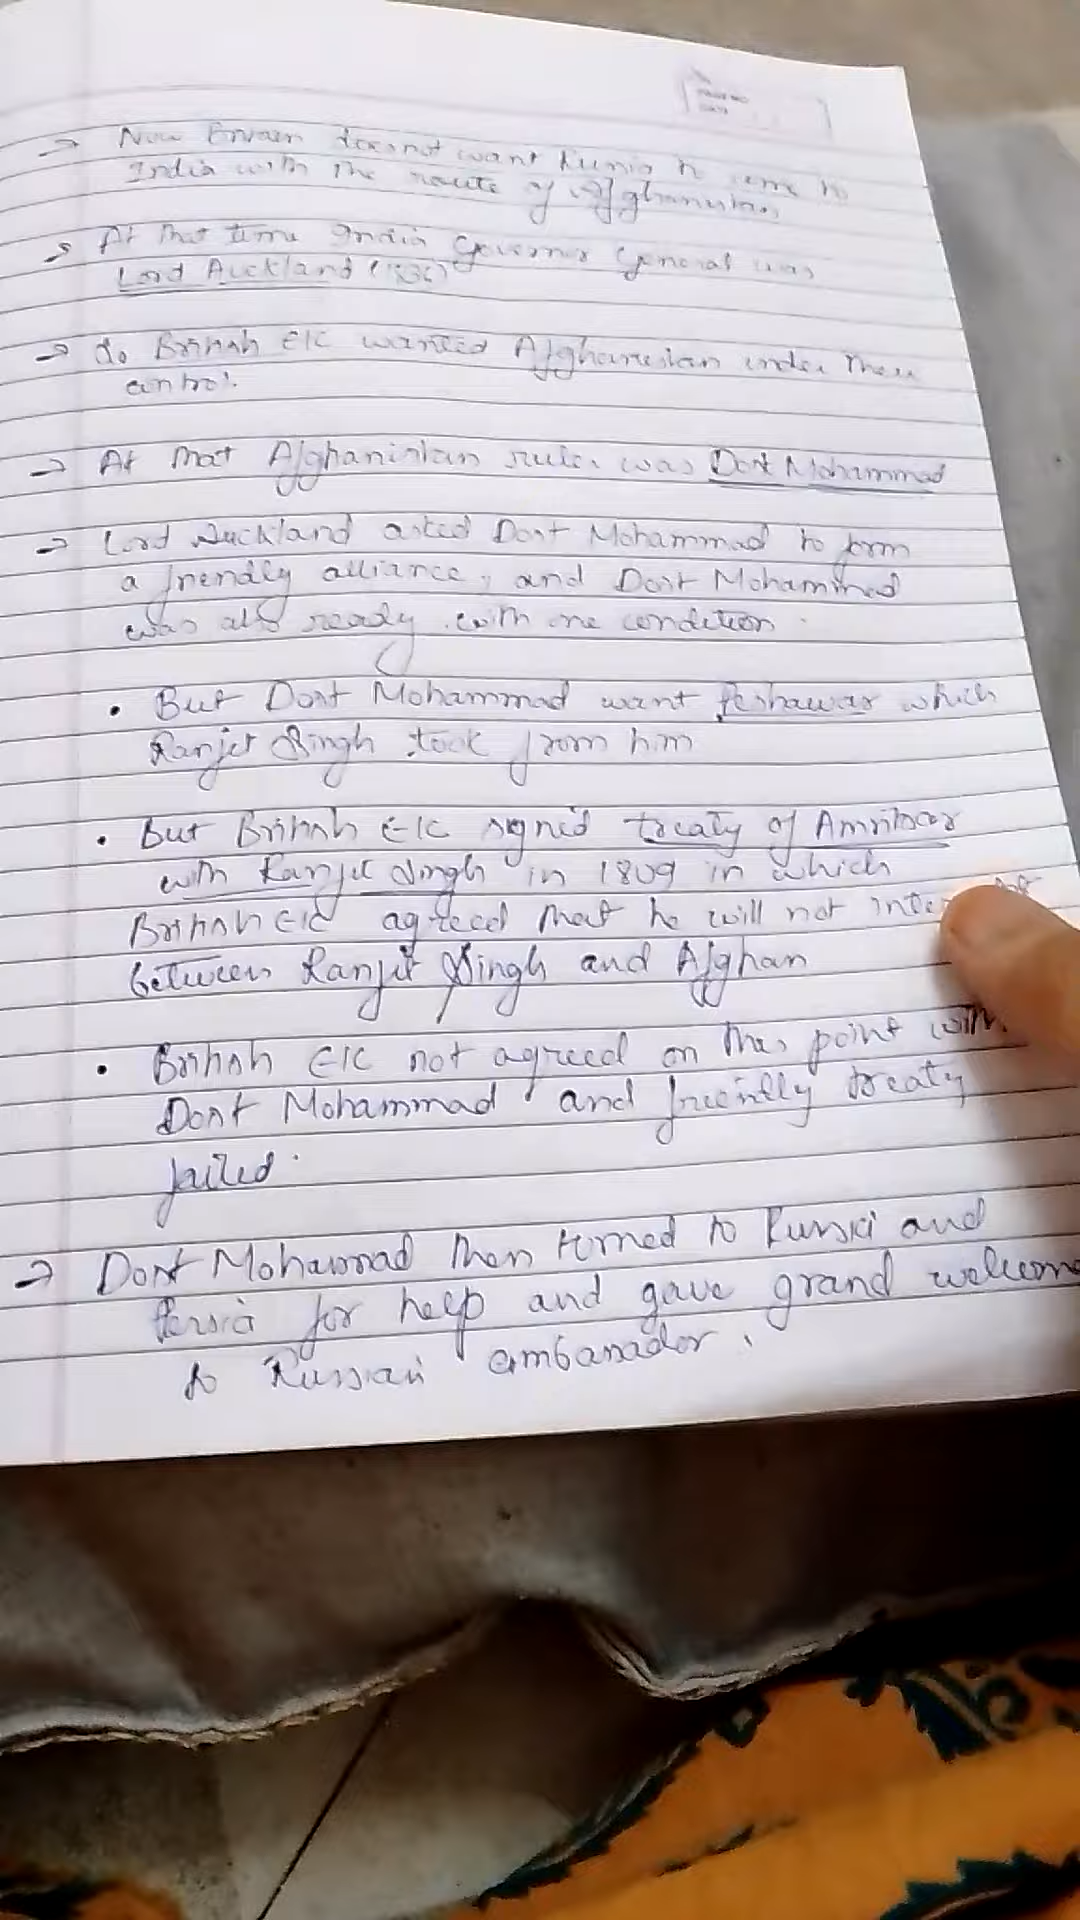 → Now Britain doesnot want Russia to come to
India with the route of Afghanistan
→ At that time India Governor General was
Lord Auckland (1836)
→ So British EIC wanted Afghanistan under their
control.
→ At that Afghanistan ruler was Dost Mohammad
→ Lord Auckland asked Dost Mohammad to form
a friendly alliance, and Dost Mohammad
was also ready with one condition.
• But Dost Mohammad want Peshawar which
Ranjit Singh took from him
• But British EIC signed treaty of Amritsar
with Ranjit Singh in 1809 in which
British EIC agreed that he will not
between Ranjit Singh and Afghan
• British EIC not agreed on this point with
Dost Mohammad and friendly treaty
failed.
→ Dost Mohammad then turned to Russia and
Persia for help and gave grand welcome
to Russian ambassador.